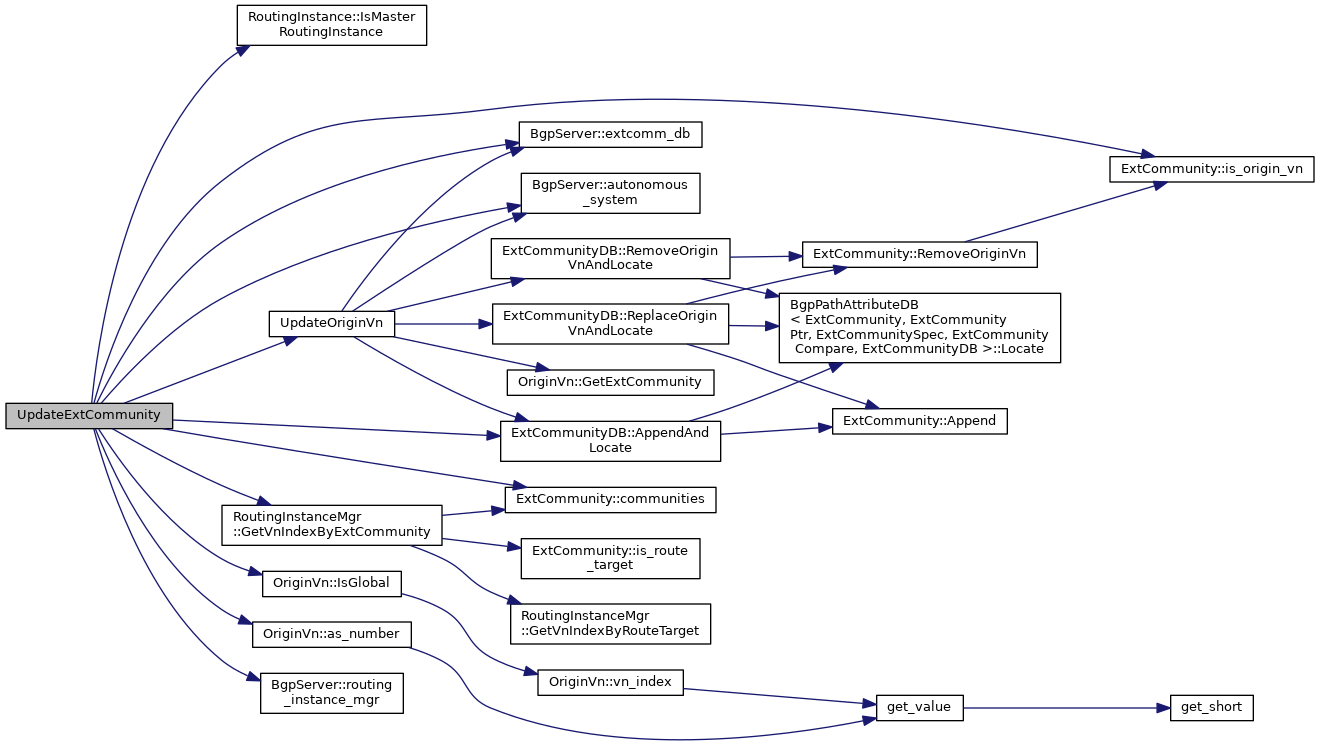 RoutingInstance::IsMaster
RoutingInstance
BgpServer::extcomm_db
ExtCommunity::is_origin_vn
BgpServer::autonomous
_system
ExtCommunityDB::RemoveOrigin
VnAndLocate
ExtCommunity::RemoveOriginVn
UpdateOriginVn
ExtCommunityDB::ReplaceOrigin
VnAndLocate
BgpPathAttributeDB
< ExtCommunity, ExtCommunity
Ptr, ExtCommunitySpec, ExtCommunity
Compare, ExtCommunityDB >::Locate
OriginVn::GetExtCommunity
UpdateExtCommunity
ExtCommunityDB::AppendAnd
Locate
ExtCommunity::Append
ExtCommunity::communities
RoutingInstanceMgr
::GetVnIndexByExtCommunity
ExtCommunity::is_route
_target
OriginVn::IsGlobal
RoutingInstanceMgr
::GetVnIndexByRouteTarget
OriginVn::as_number
OriginVn::vn_index
BgpServer::routing
_instance_mgr
get_value
get_short